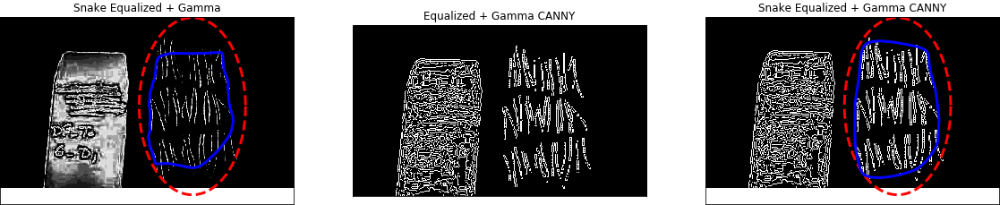 Snake Equalized + Gamma
Equalized + Gamma CANNY
Snake Equalized + Gamma CANNY